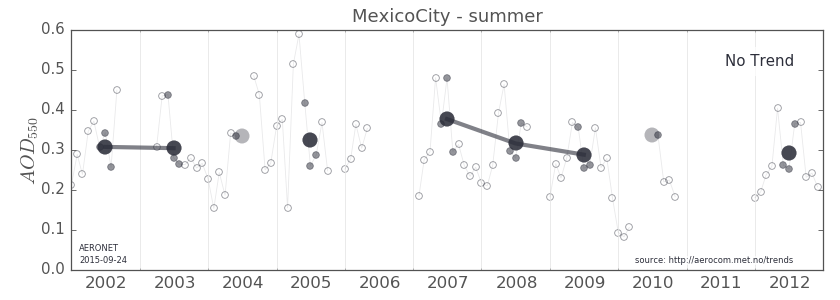 MexicoCity - summer
0.6
0.5
0.4
0.3
0.2
0.1
0.0
AOD550
No Trend
AERONET
2015-09-24
source: http://aerocom.met.no/trends
2002 2003 2004 2005 2006 2007 2008 2009 2010 2011 2012